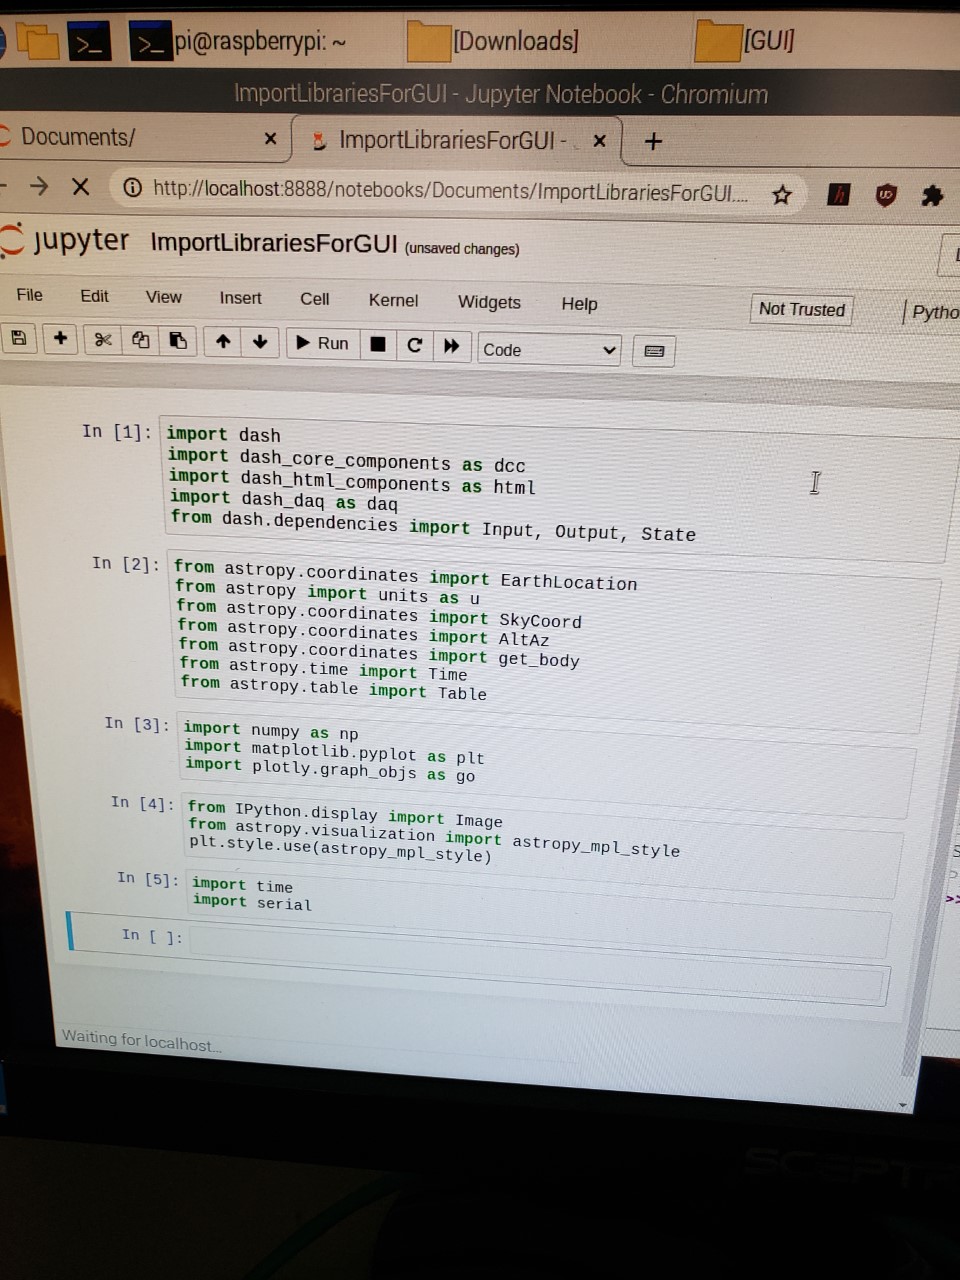 pi@raspberrypi: ~
[Downloads]
[GUI]
ImportLibrariesForGUI - Jupyter Notebook - Chromium
Documents/
ImportLibrariesForGUI -
http://localhost:8888/notebooks/Documents/ImportLibrariesForGUI....
jupyter ImportLibrariesForGUI (unsaved changes)
File Edit View Insert Cell Kernel Widgets Help Not Trusted Pytho
Run Code
In [1]: import dash
import dash_core_components as dcc
import dash_html_components as html
import dash_daq as daq
from dash.dependencies import Input, Output, State
In [2]: from astropy.coordinates import EarthLocation
from astropy import units as u
from astropy.coordinates import SkyCoord
from astropy.coordinates import AltAz
from astropy.coordinates import get_body
from astropy.time import Time
from astropy.table import Table
In [3]: import numpy as np
import matplotlib.pyplot as plt
import plotly.graph_objs as go
In [4]: from IPython.display import Image
from astropy.visualization import astropy_mpl_style
plt.style.use(astropy_mpl_style)
In [5]: import time
import serial
In [ ]:
Waiting for localhost...
SCEPTR